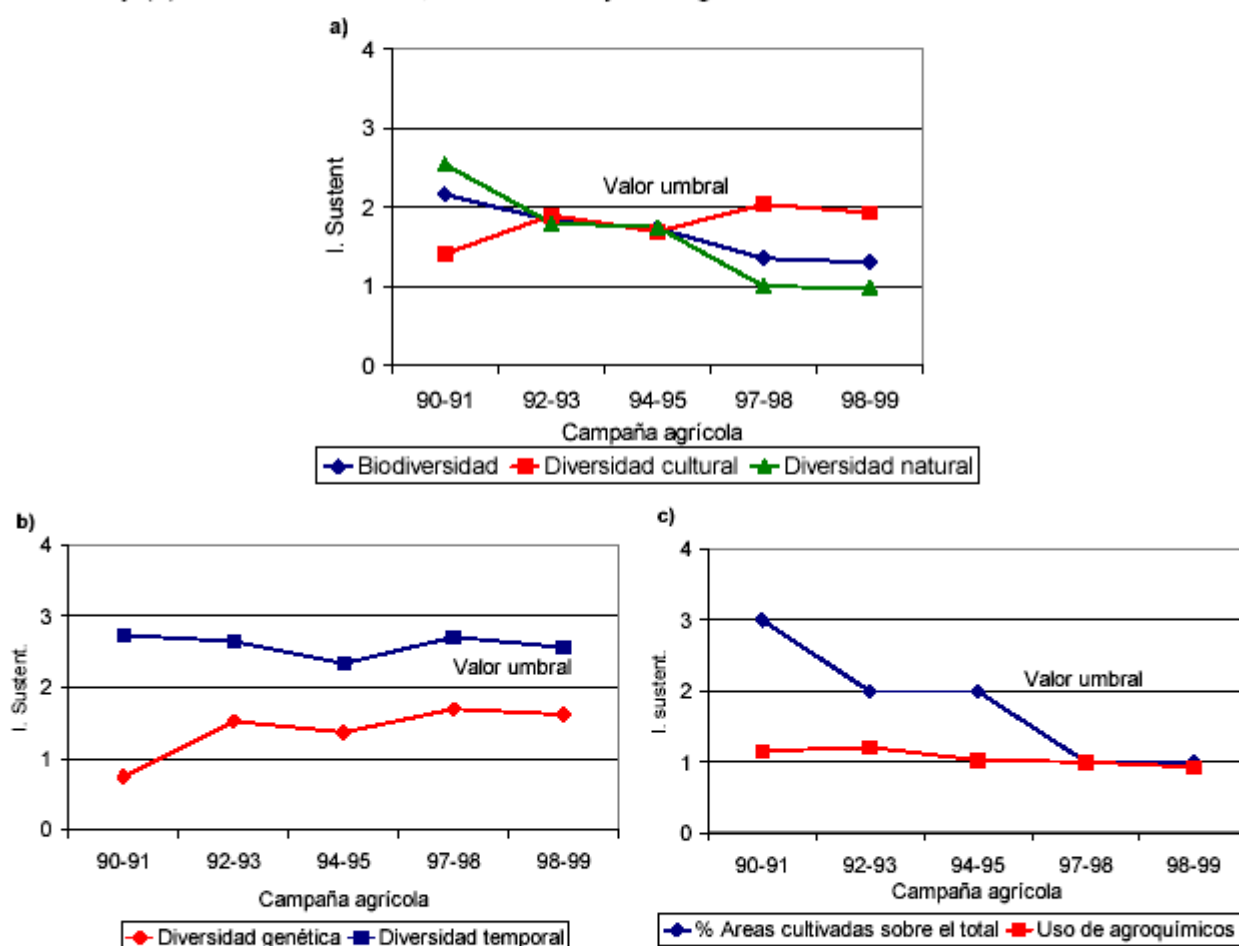 a)
4
3
2
1
0
I. Sustent
Valor umbral
90-91 92-93 94-95 97-98 98-99
Campaña agrícola
Biodiversidad Diversidad cultural Diversidad natural
b)
4
3
2
1
0
I. Sustent.
Valor umbral
90-91 92-93 94-95 97-98 98-99
Campaña agrícola
Diversidad genética Diversidad temporal
c)
4
3
2
1
0
I. sustent.
Valor umbral
90-91 92-93 94-95 97-98 98-99
Campaña agrícola
% Areas cultivadas sobre el total Uso de agroquímicos